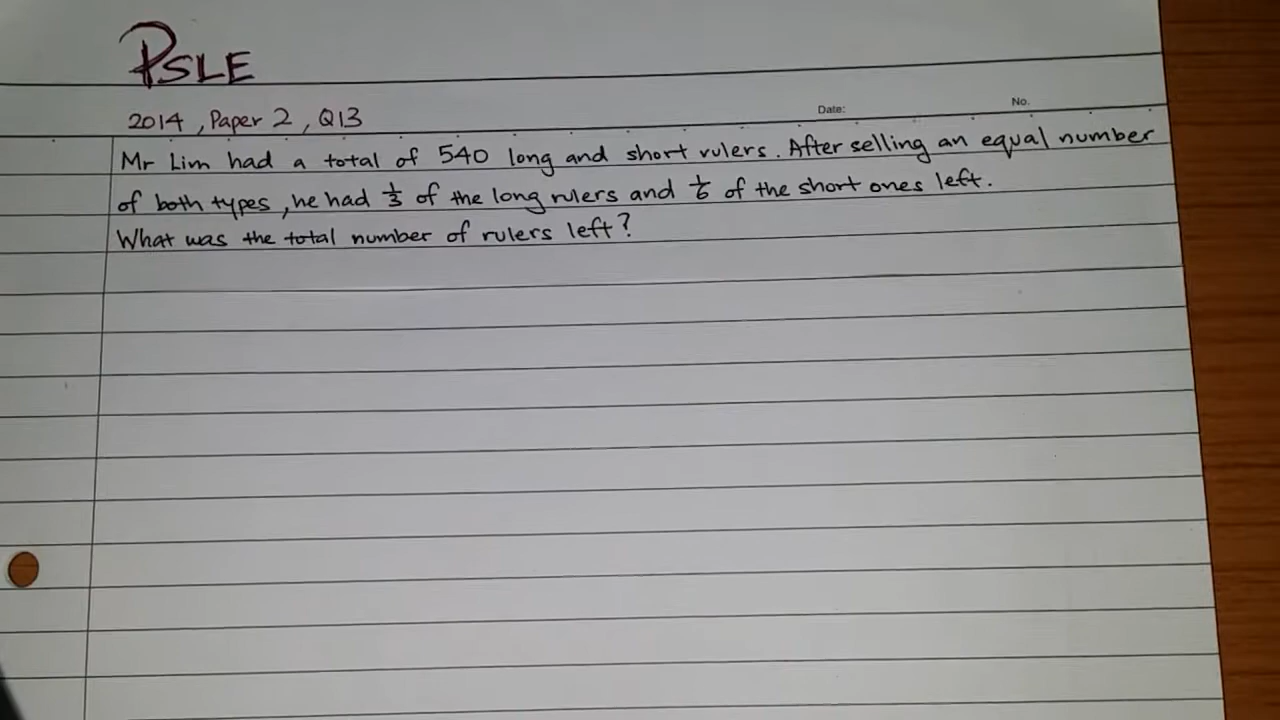 PSLE
2014, Paper 2, Q13
Date:
No.
Mr Lim had a total of 540 long and short rulers. After selling an equal number
of both types, he had 1/3 of the long rulers and 1/6 of the short ones left.
What was the total number of rulers left?